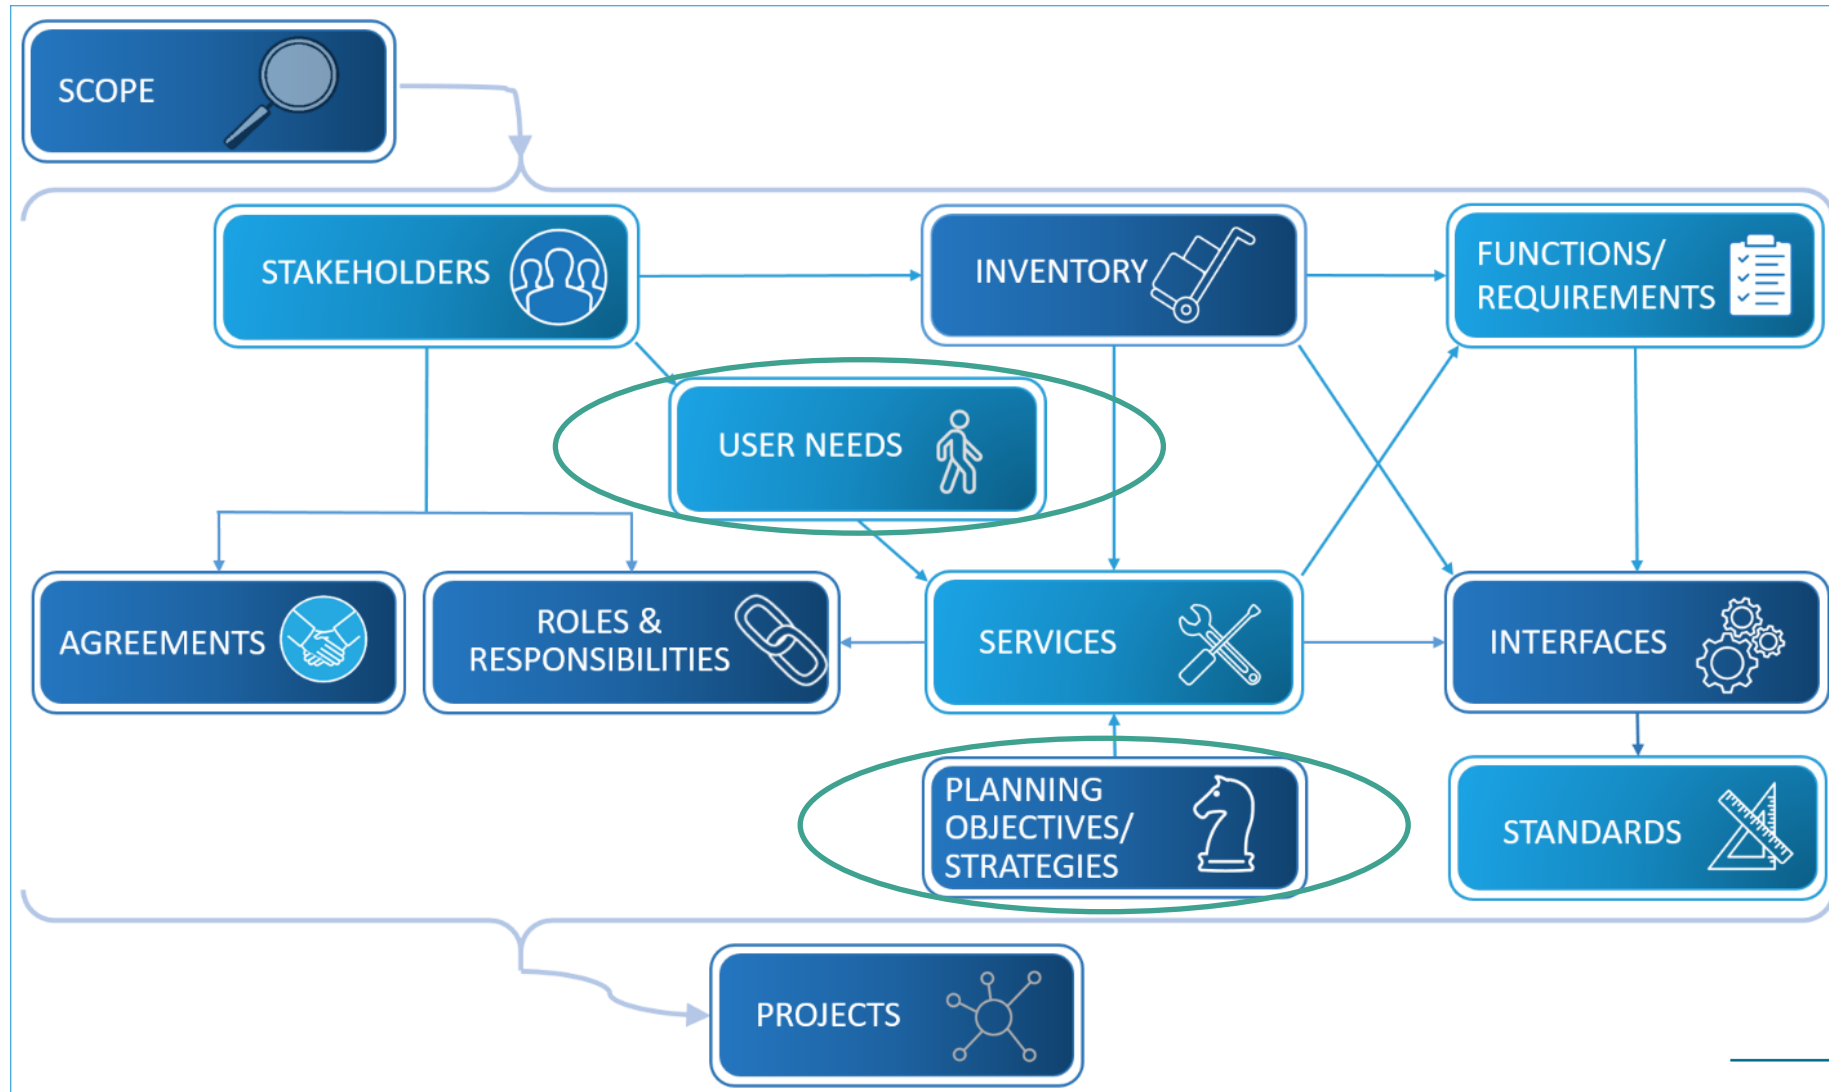 SCOPE
STAKEHOLDERS
INVENTORY
FUNCTIONS/
REQUIREMENTS
USER NEEDS
AGREEMENTS
ROLES &
RESPONSIBILITIES
SERVICES
INTERFACES
PLANNING
OBJECTIVES/
STRATEGIES
STANDARDS
PROJECTS